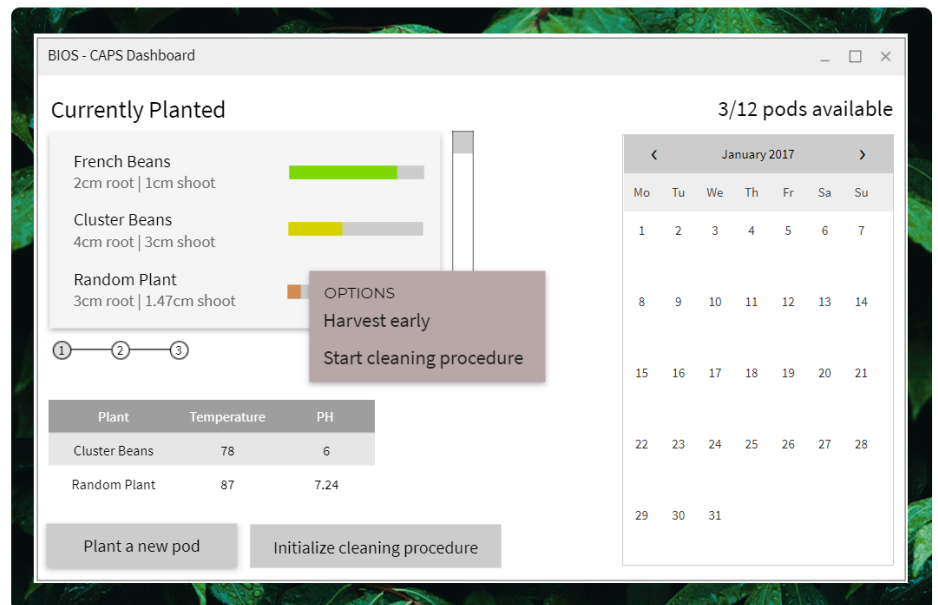 BIOS - CAPS Dashboard
Currently Planted
3/12 pods available
French Beans
2cm root | 1cm shoot
Cluster Beans
4cm root | 3cm shoot
Random Plant
3cm root | 1.47cm shoot
OPTIONS
Harvest early
Start cleaning procedure
1 2 3
Plant Temperature PH
Cluster Beans 78 6
Random Plant 87 7.24
Plant a new pod
Initialize cleaning procedure
January 2017
Mo Tu We Th Fr Sa Su
1 2 3 4 5 6 7
8 9 10 11 12 13 14
15 16 17 18 19 20 21
22 23 24 25 26 27 28
29 30 31